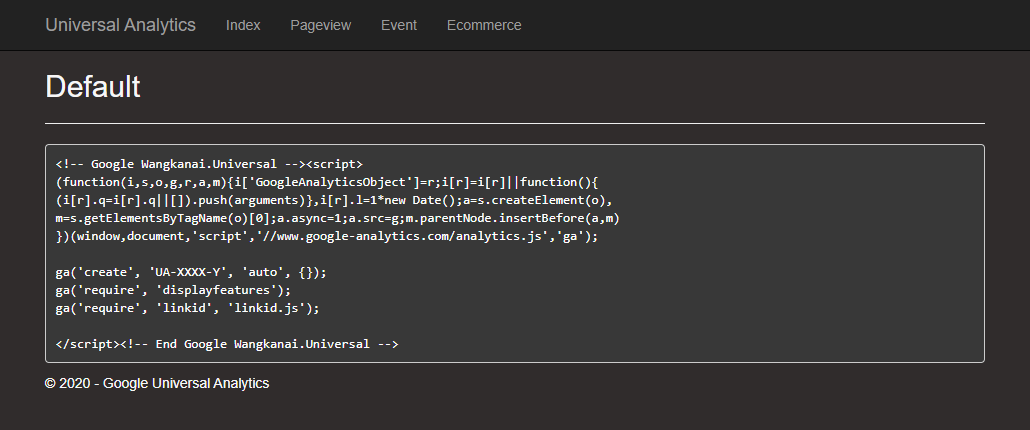 Universal Analytics Index Pageview Event Ecommerce
Default
<!-- Google Wangkanai.Universal --><script>
(function(i,s,o,g,r,a,m){i['GoogleAnalyticsObject']=r;i[r]=i[r]||function(){
(i[r].q=i[r].q||[]).push(arguments)},i[r].l=1*new Date();a=s.createElement(o),
m=s.getElementsByTagName(o)[0];a.async=1;a.src=g;m.parentNode.insertBefore(a,m)
})(window,document,'script','//www.google-analytics.com/analytics.js','ga');
ga('create', 'UA-XXXX-Y', 'auto', {});
ga('require', 'displayfeatures');
ga('require', 'linkid', 'linkid.js');
</script><!-- End Google Wangkanai.Universal -->
© 2020 - Google Universal Analytics